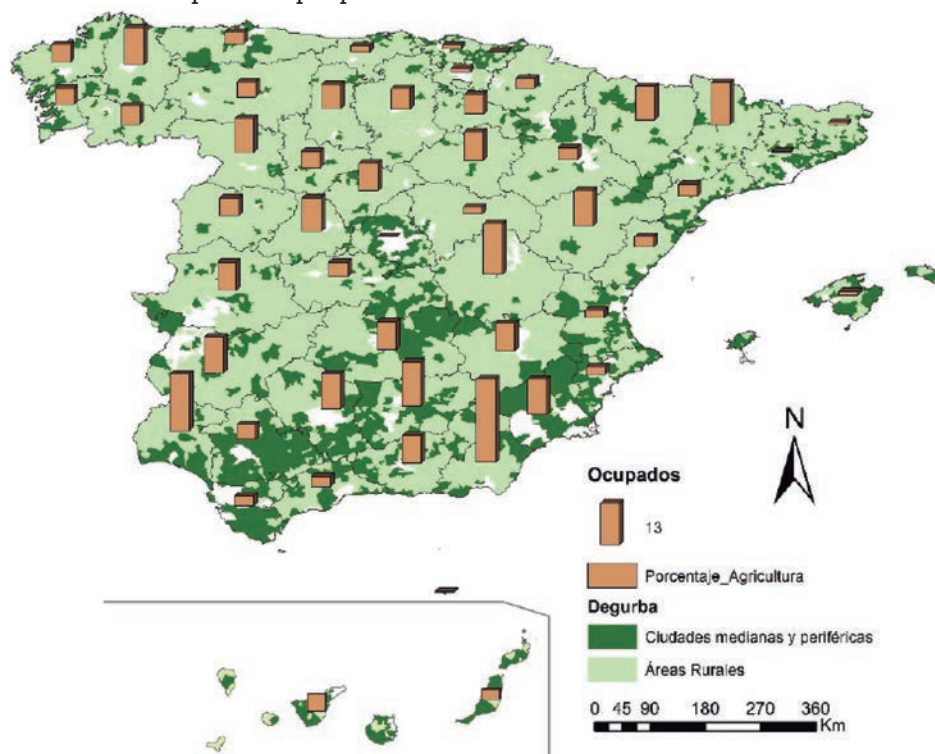 N
Ocupados
13
Porcentaje_Agricultura
Degurba
Ciudades medianas y periféricas
Áreas Rurales
0 45 90 180 270 360
Km